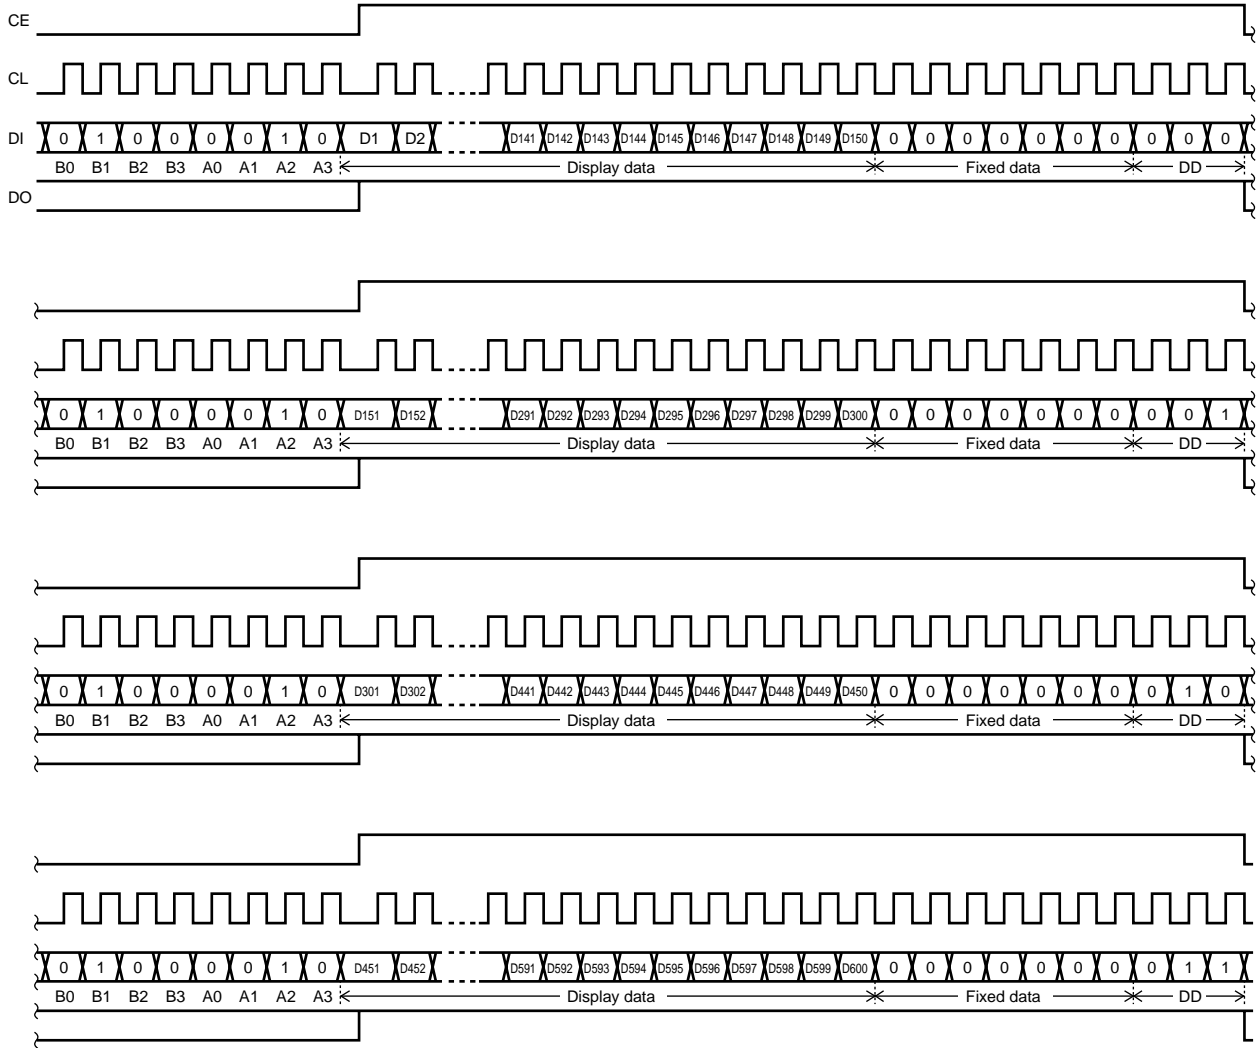 CE
CL
DI 0 1 0 0 0 0 1 0 D1 D2 D141 D142 D143 D144 D145 D146 D147 D148 D149 D150 0 0 0 0 0 0 0 0 0 0
B0 B1 B2 B3 A0 A1 A2 A3 Display data Fixed data DD
DO
0 1 0 0 0 0 1 0 D151 D152 D291 D292 D293 D294 D295 D296 D297 D298 D299 D300 0 0 0 0 0 0 0 0 0 1
B0 B1 B2 B3 A0 A1 A2 A3 Display data Fixed data DD
0 1 0 0 0 0 1 0 D301 D302 D441 D442 D443 D444 D445 D446 D447 D448 D449 D450 0 0 0 0 0 0 0 0 1 0
B0 B1 B2 B3 A0 A1 A2 A3 Display data Fixed data DD
0 1 0 0 0 0 1 0 D451 D452 D591 D592 D593 D594 D595 D596 D597 D598 D599 D600 0 0 0 0 0 0 0 0 1 1
B0 B1 B2 B3 A0 A1 A2 A3 Display data Fixed data DD